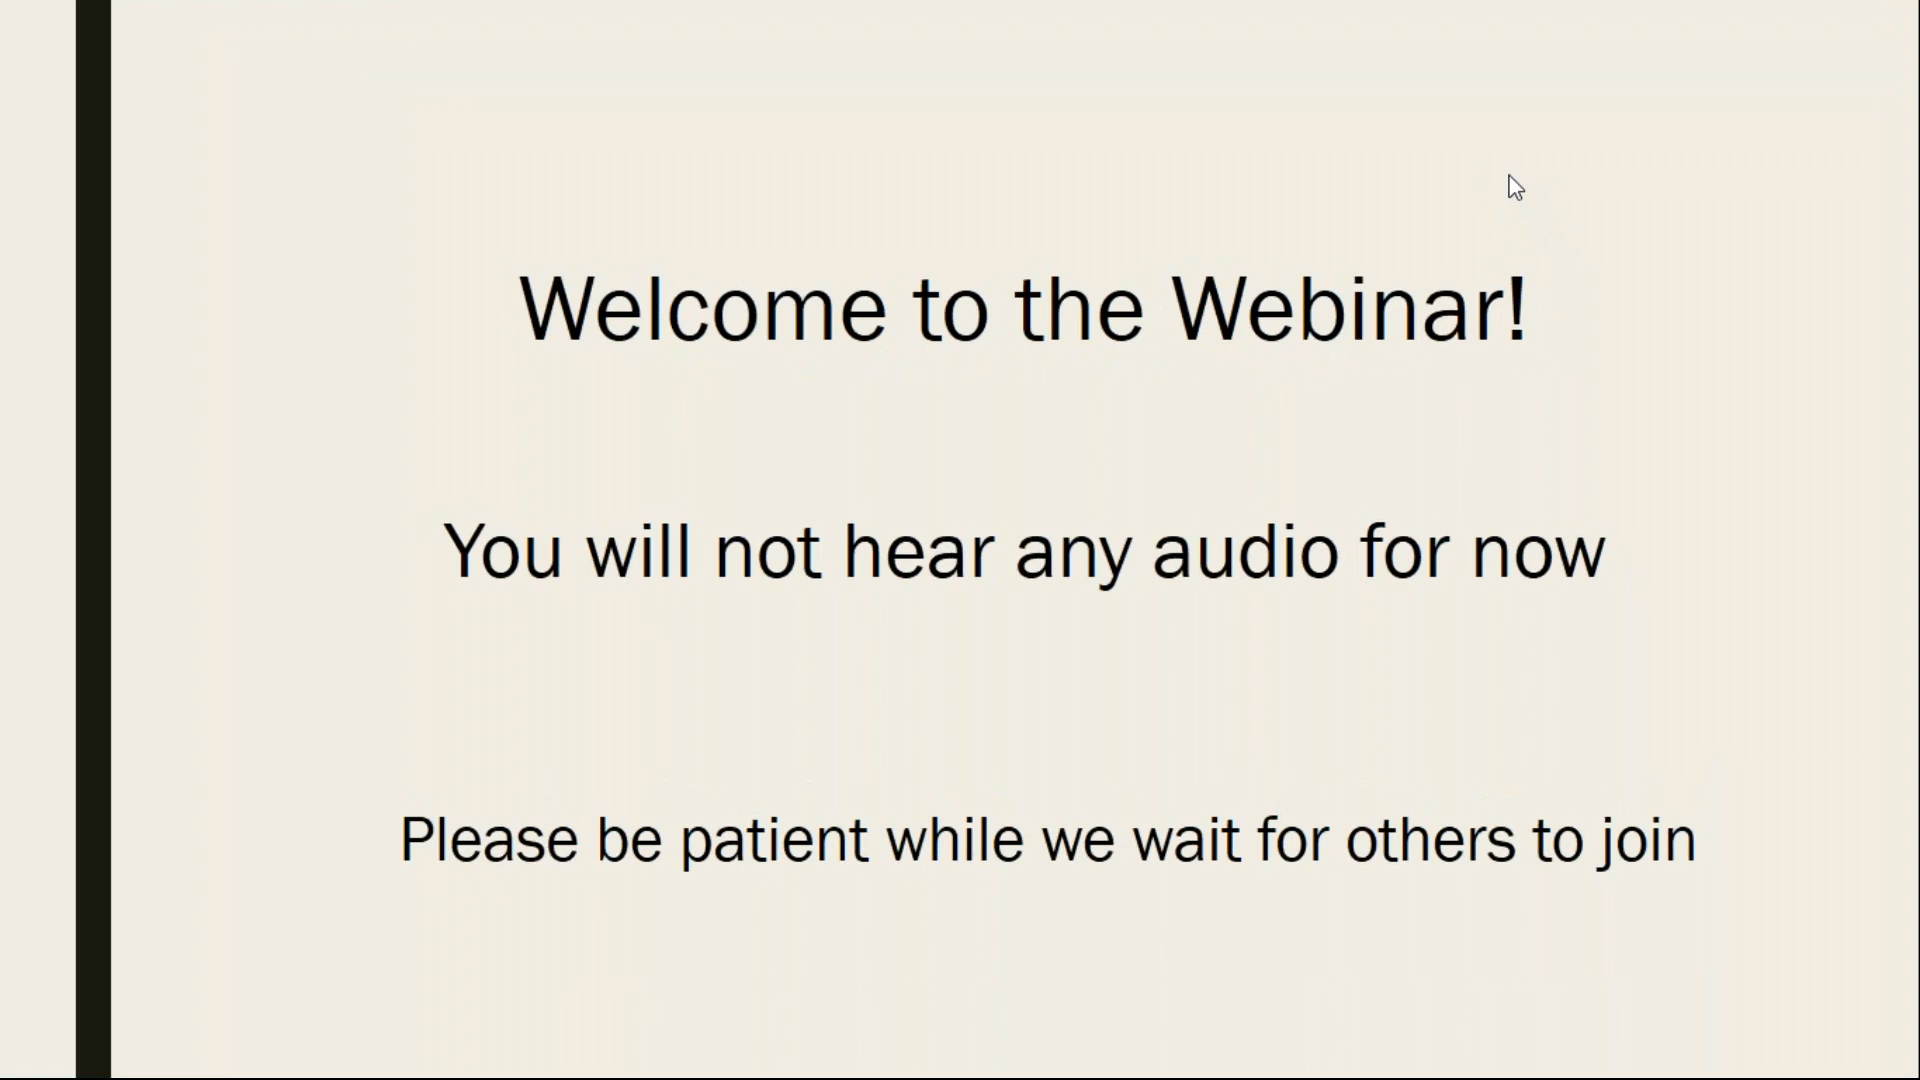 Welcome to the Webinar!
You will not hear any audio for now
Please be patient while we wait for others to join